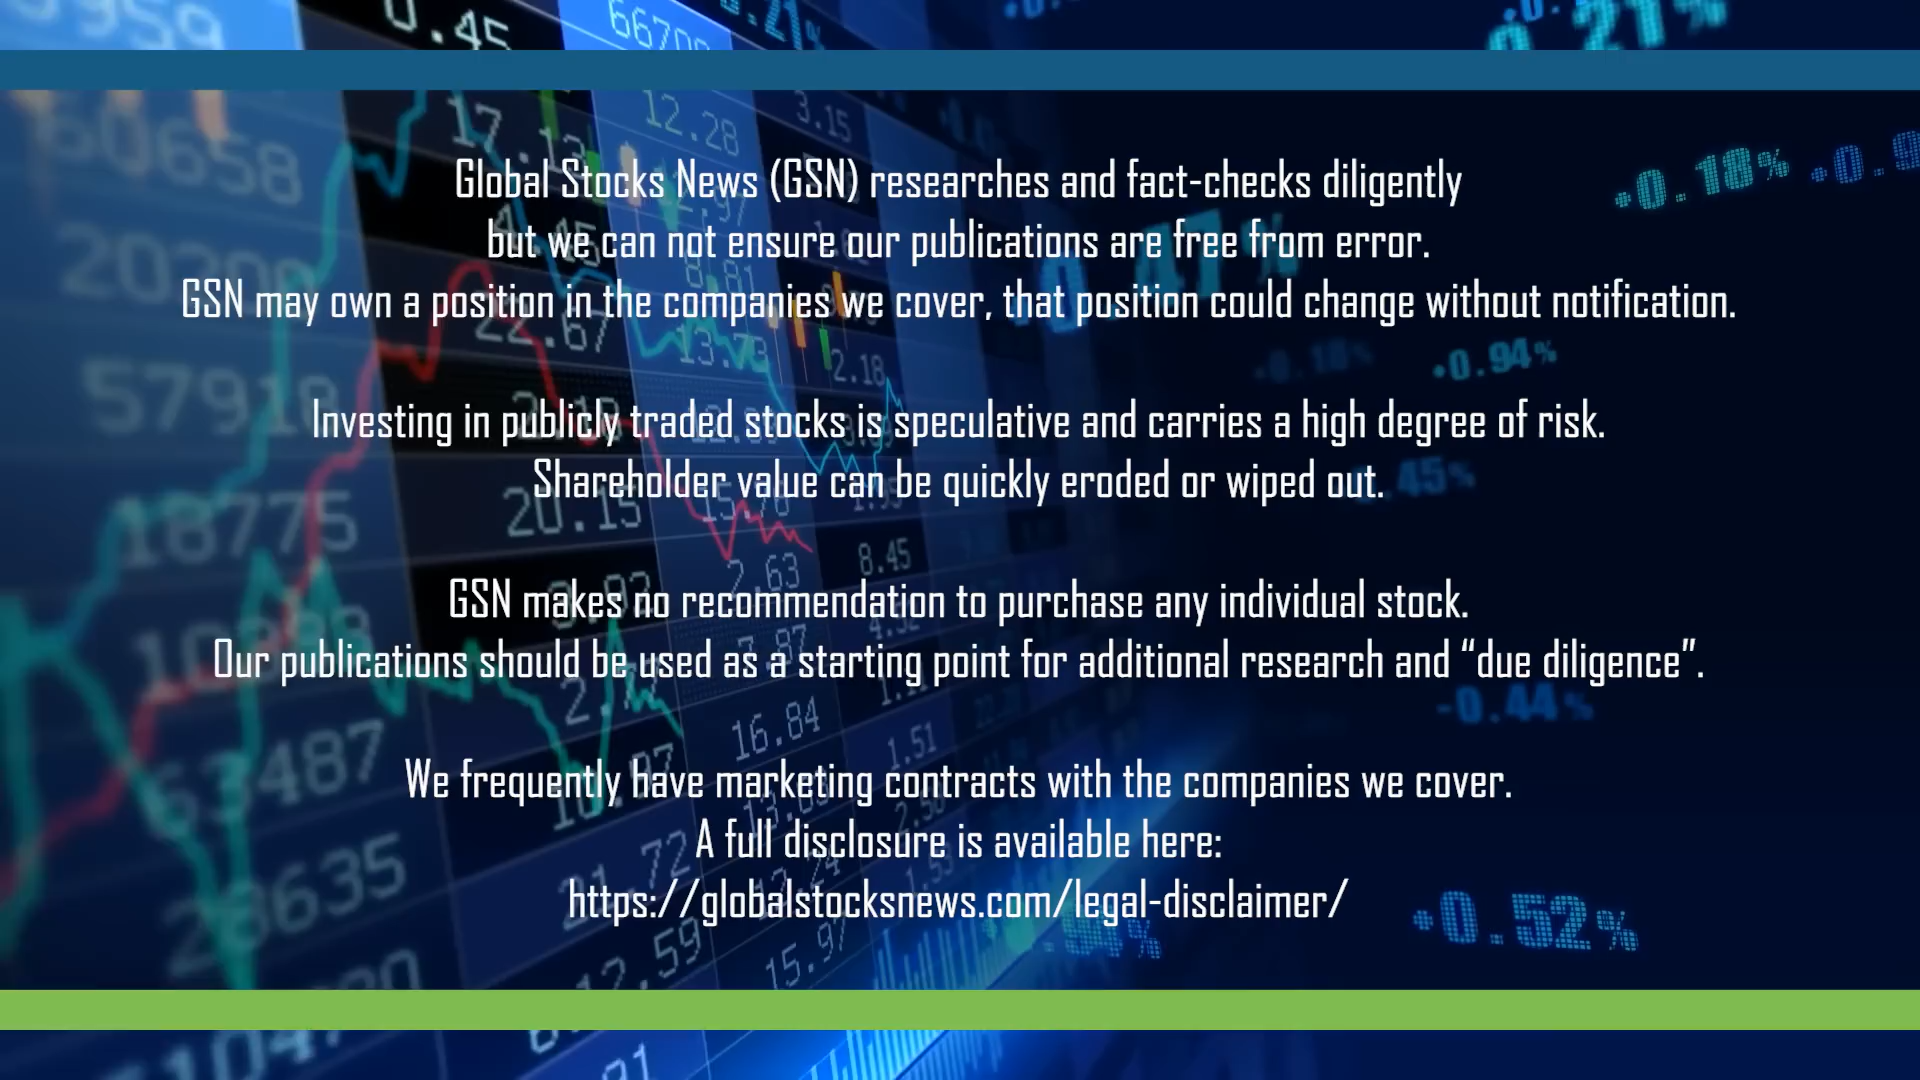 Global Stocks News (GSN) researches and fact-checks diligently
but we can not ensure our publications are free from error.
GSN may own a position in the companies we cover, that position could change without notification.
Investing in publicly traded stocks is speculative and carries a high degree of risk.
Shareholder value can be quickly eroded or wiped out.
GSN makes no recommendation to purchase any individual stock.
Our publications should be used as a starting point for additional research and “due diligence”.
We frequently have marketing contracts with the companies we cover.
A full disclosure is available here:
https://globalstocksnews.com/legal-disclaimer/